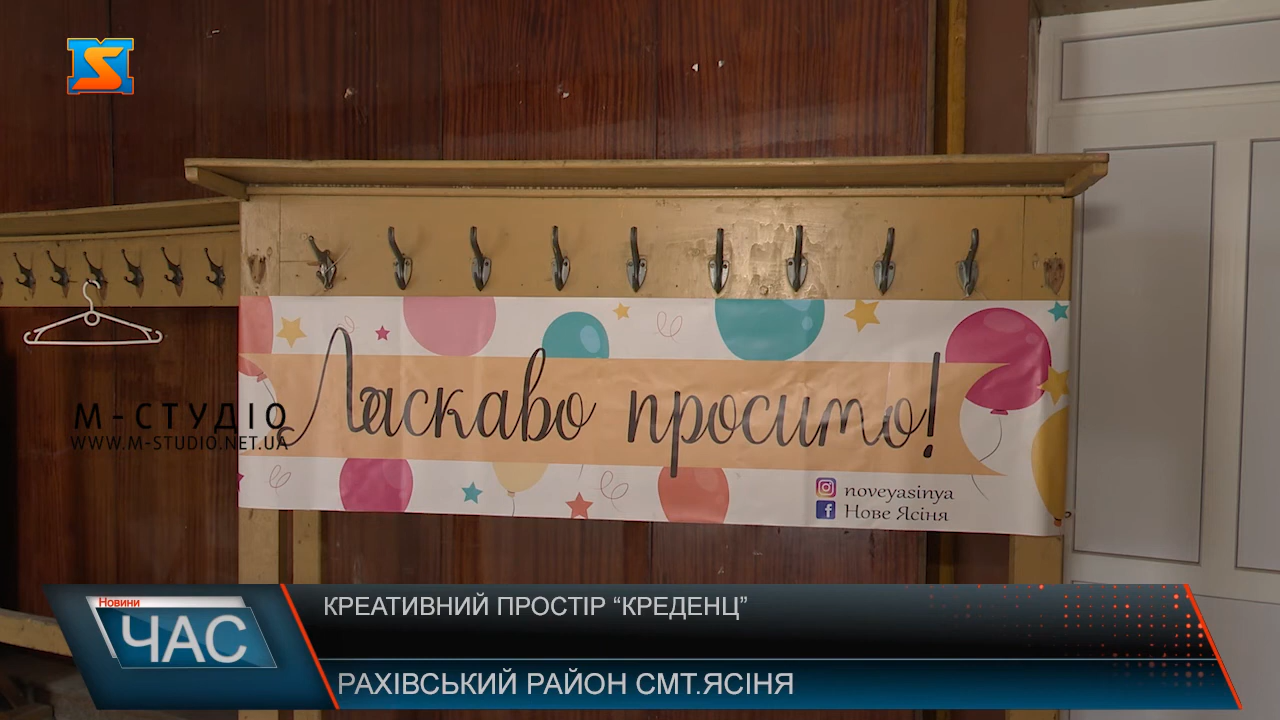 Ласкаво просимо!
noveyasinya
Нове Ясіня
М-СТУДІО
WWW.M-STUDIO.NET.UA
Новини
ЧАС
КРЕАТИВНИЙ ПРОСТІР “КРЕДЕНЦ”
РАХІВСЬКИЙ РАЙОН СМТ.ЯСІНЯ